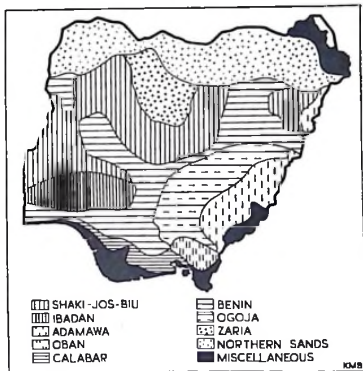 SHAKI-JOS-BIU
IBADAN
ADAMAWA
OBAN
CALABAR
BENIN
OGOJA
ZARIA
NORTHERN SANDS
MISCELLANEOUS
KMB